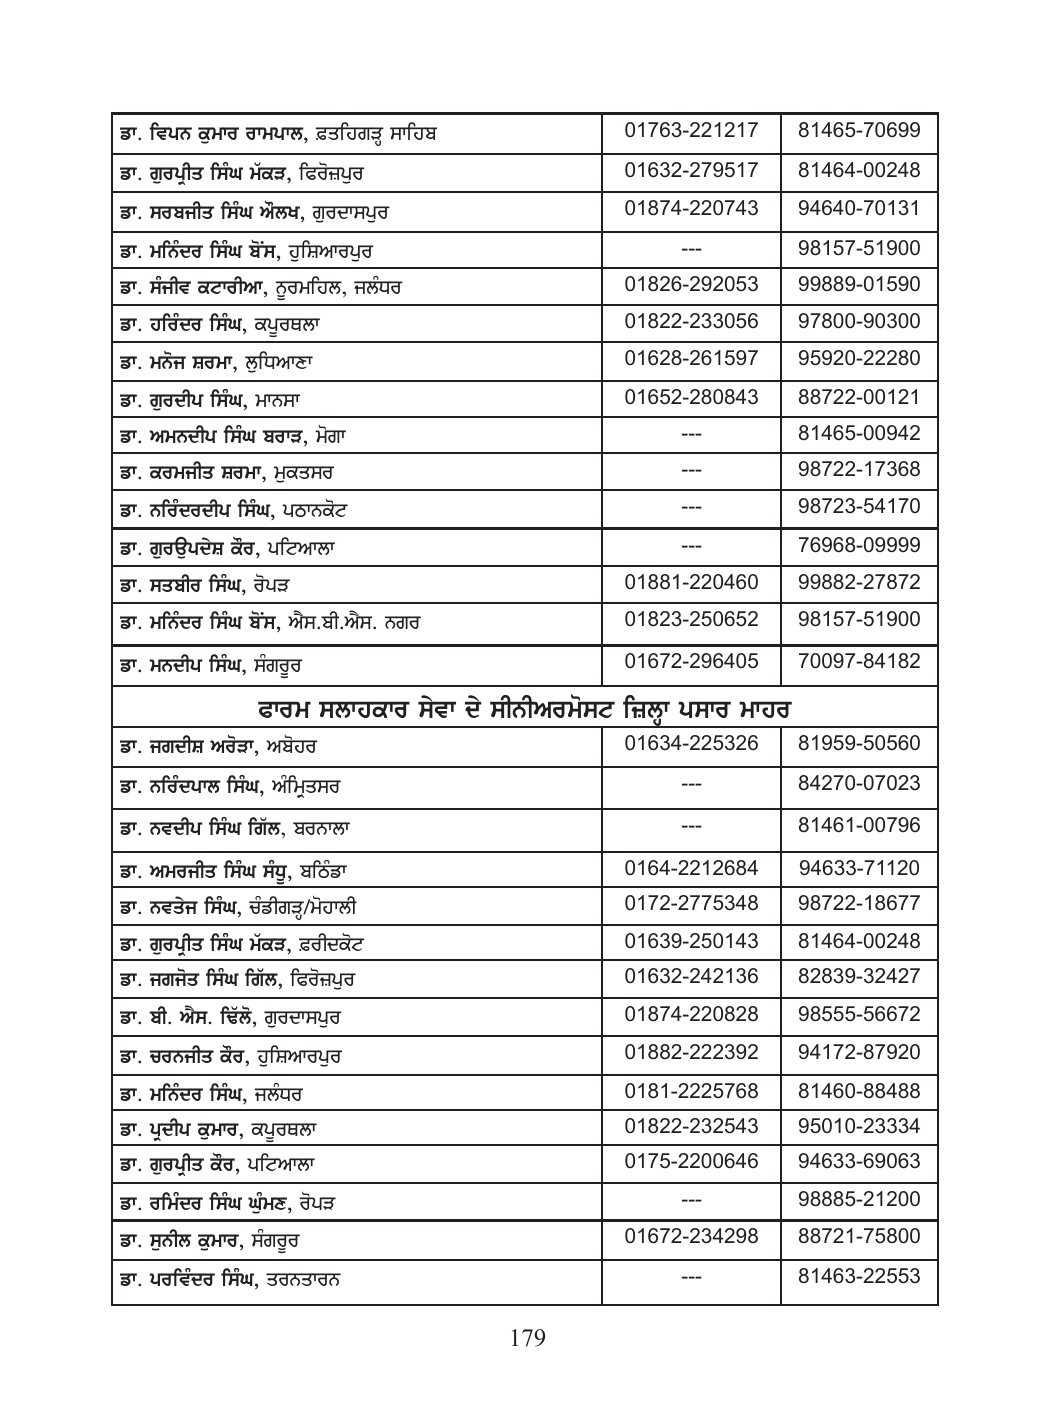 ਡਾ. ਵਿਪਨ ਕੁਮਾਰ ਰਾਮਪਾਲ, ਫ਼ਤਹਿਗੜ੍ਹ ਸਾਹਿਬ 01763-221217 81465-70699
ਡਾ. ਗੁਰਪ੍ਰੀਤ ਸਿੰਘ ਮੱਕੜ, ਫਿਰੋਜ਼ਪੁਰ 01632-279517 81464-00248
ਡਾ. ਸਰਬਜੀਤ ਸਿੰਘ ਔਲਖ, ਗੁਰਦਾਸਪੁਰ 01874-220743 94640-70131
ਡਾ. ਮਨਿੰਦਰ ਸਿੰਘ ਬੋਂਸ, ਹੁਸ਼ਿਆਰਪੁਰ --- 98157-51900
ਡਾ. ਸੰਜੀਵ ਕਟਾਰੀਆ, ਨੂਰਮਹਿਲ, ਜਲੰਧਰ 01826-292053 99889-01590
ਡਾ. ਹਰਿੰਦਰ ਸਿੰਘ, ਕਪੂਰਥਲਾ 01822-233056 97800-90300
ਡਾ. ਮਨੋਜ ਸ਼ਰਮਾ, ਲੁਧਿਆਣਾ 01628-261597 95920-22280
ਡਾ. ਗੁਰਦੀਪ ਸਿੰਘ, ਮਾਨਸਾ 01652-280843 88722-00121
ਡਾ. ਅਮਨਦੀਪ ਸਿੰਘ ਬਰਾੜ, ਮੋਗਾ --- 81465-00942
ਡਾ. ਕਰਮਜੀਤ ਸ਼ਰਮਾ, ਮੁਕਤਸਰ --- 98722-17368
ਡਾ. ਨਰਿੰਦਰਦੀਪ ਸਿੰਘ, ਪਠਾਨਕੋਟ --- 98723-54170
ਡਾ. ਗੁਰਉਪਦੇਸ਼ ਕੌਰ, ਪਟਿਆਲਾ --- 76968-09999
ਡਾ. ਸਤਬੀਰ ਸਿੰਘ, ਰੋਪੜ 01881-220460 99882-27872
ਡਾ. ਮਨਿੰਦਰ ਸਿੰਘ ਬੋਂਸ, ਐਸ.ਬੀ.ਐਸ. ਨਗਰ 01823-250652 98157-51900
ਡਾ. ਮਨਦੀਪ ਸਿੰਘ, ਸੰਗਰੂਰ 01672-296405 70097-84182
ਫਾਰਮ ਸਲਾਹਕਾਰ ਸੇਵਾ ਦੇ ਸੀਨੀਅਰਮੋਸਟ ਜ਼ਿਲ੍ਹਾ ਪਸਾਰ ਮਾਹਰ
ਡਾ. ਜਗਦੀਸ਼ ਅਰੋੜਾ, ਅਬੋਹਰ 01634-225326 81959-50560
ਡਾ. ਨਰਿੰਦਪਾਲ ਸਿੰਘ, ਅੰਮ੍ਰਿਤਸਰ --- 84270-07023
ਡਾ. ਨਵਦੀਪ ਸਿੰਘ ਗਿੱਲ, ਬਰਨਾਲਾ --- 81461-00796
ਡਾ. ਅਮਰਜੀਤ ਸਿੰਘ ਸੰਧੂ, ਬਠਿੰਡਾ 0164-2212684 94633-71120
ਡਾ. ਨਵਤੇਜ ਸਿੰਘ, ਚੰਡੀਗੜ੍ਹ/ਮੋਹਾਲੀ 0172-2775348 98722-18677
ਡਾ. ਗੁਰਪ੍ਰੀਤ ਸਿੰਘ ਮੱਕੜ, ਫ਼ਰੀਦਕੋਟ 01639-250143 81464-00248
ਡਾ. ਜਗਜੋਤ ਸਿੰਘ ਗਿੱਲ, ਫਿਰੋਜ਼ਪੁਰ 01632-242136 82839-32427
ਡਾ. ਬੀ. ਐਸ. ਢਿੱਲੋ, ਗੁਰਦਾਸਪੁਰ 01874-220828 98555-56672
ਡਾ. ਚਰਨਜੀਤ ਕੌਰ, ਹੁਸ਼ਿਆਰਪੁਰ 01882-222392 94172-87920
ਡਾ. ਮਨਿੰਦਰ ਸਿੰਘ, ਜਲੰਧਰ 0181-2225768 81460-88488
ਡਾ. ਪ੍ਰਦੀਪ ਕੁਮਾਰ, ਕਪੂਰਥਲਾ 01822-232543 95010-23334
ਡਾ. ਗੁਰਪ੍ਰੀਤ ਕੌਰ, ਪਟਿਆਲਾ 0175-2200646 94633-69063
ਡਾ. ਰਮਿੰਦਰ ਸਿੰਘ ਘੁੰਮਣ, ਰੋਪੜ --- 98885-21200
ਡਾ. ਸੁਨੀਲ ਕੁਮਾਰ, ਸੰਗਰੂਰ 01672-234298 88721-75800
ਡਾ. ਪਰਵਿੰਦਰ ਸਿੰਘ, ਤਰਨਤਾਰਨ --- 81463-22553
179